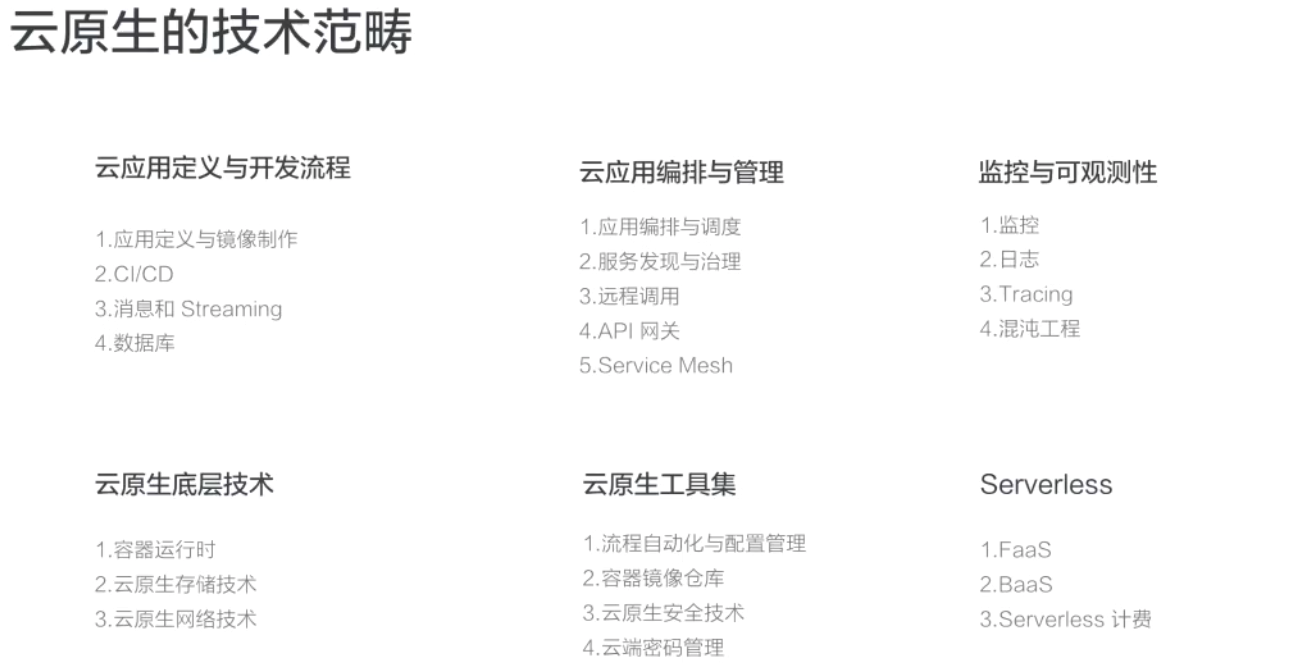 云原生的技术范畴
云应用定义与开发流程
1.应用定义与镜像制作
2.CI/CD
3.消息和 Streaming
4.数据库
云应用编排与管理
1.应用编排与调度
2.服务发现与治理
3.远程调用
4.API 网关
5.Service Mesh
监控与可观测性
1.监控
2.日志
3.Tracing
4.混沌工程
云原生底层技术
1.容器运行时
2.云原生存储技术
3.云原生网络技术
云原生工具集
1.流程自动化与配置管理
2.容器镜像仓库
3.云原生安全技术
4.云端密码管理
Serverless
1.FaaS
2.BaaS
3.Serverless 计费